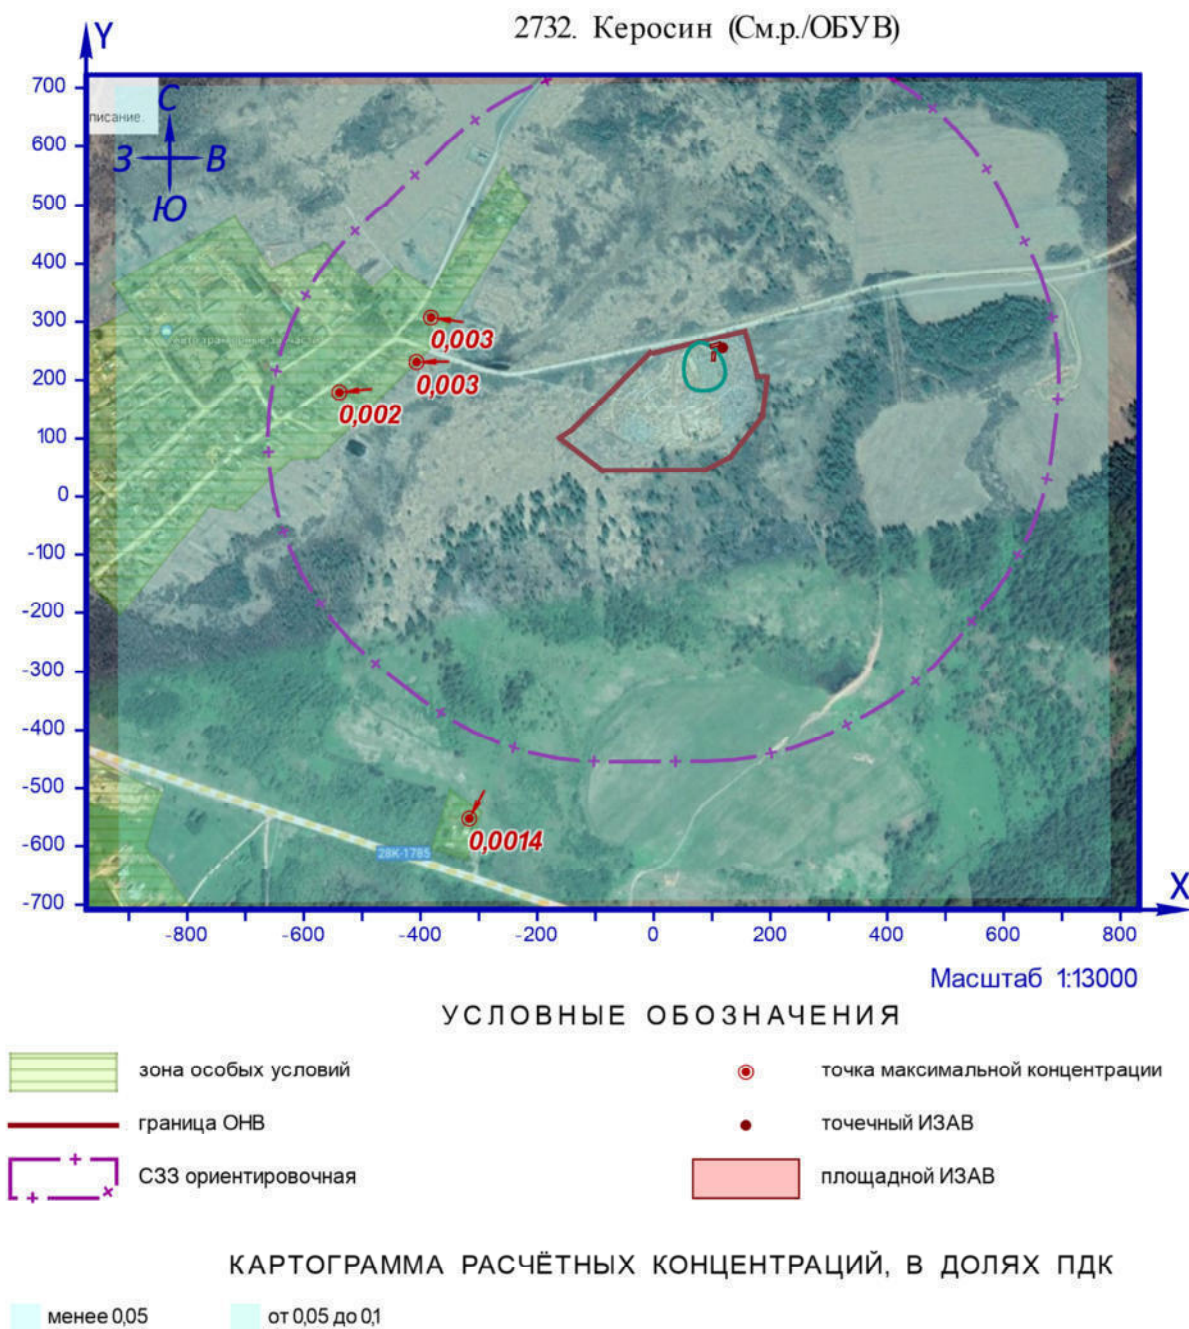 2732. Керосин (См.р./ОБУВ)
Y
700
600
500
400
300
200
100
0
-100
-200
-300
-400
-500
-600
-700
писание.
С
З В
Ю
0,003
0,003
0,002
0,0014
28К-1785
X
-800 -600 -400 -200 0 200 400 600 800
Масштаб 1:13000
УСЛОВНЫЕ ОБОЗНАЧЕНИЯ
зона особых условий
точка максимальной концентрации
граница ОНВ
точечный ИЗАВ
СЗЗ ориентировочная
площадной ИЗАВ
КАРТОГРАММА РАСЧЁТНЫХ КОНЦЕНТРАЦИЙ, В ДОЛЯХ ПДК
менее 0,05
от 0,05 до 0,1